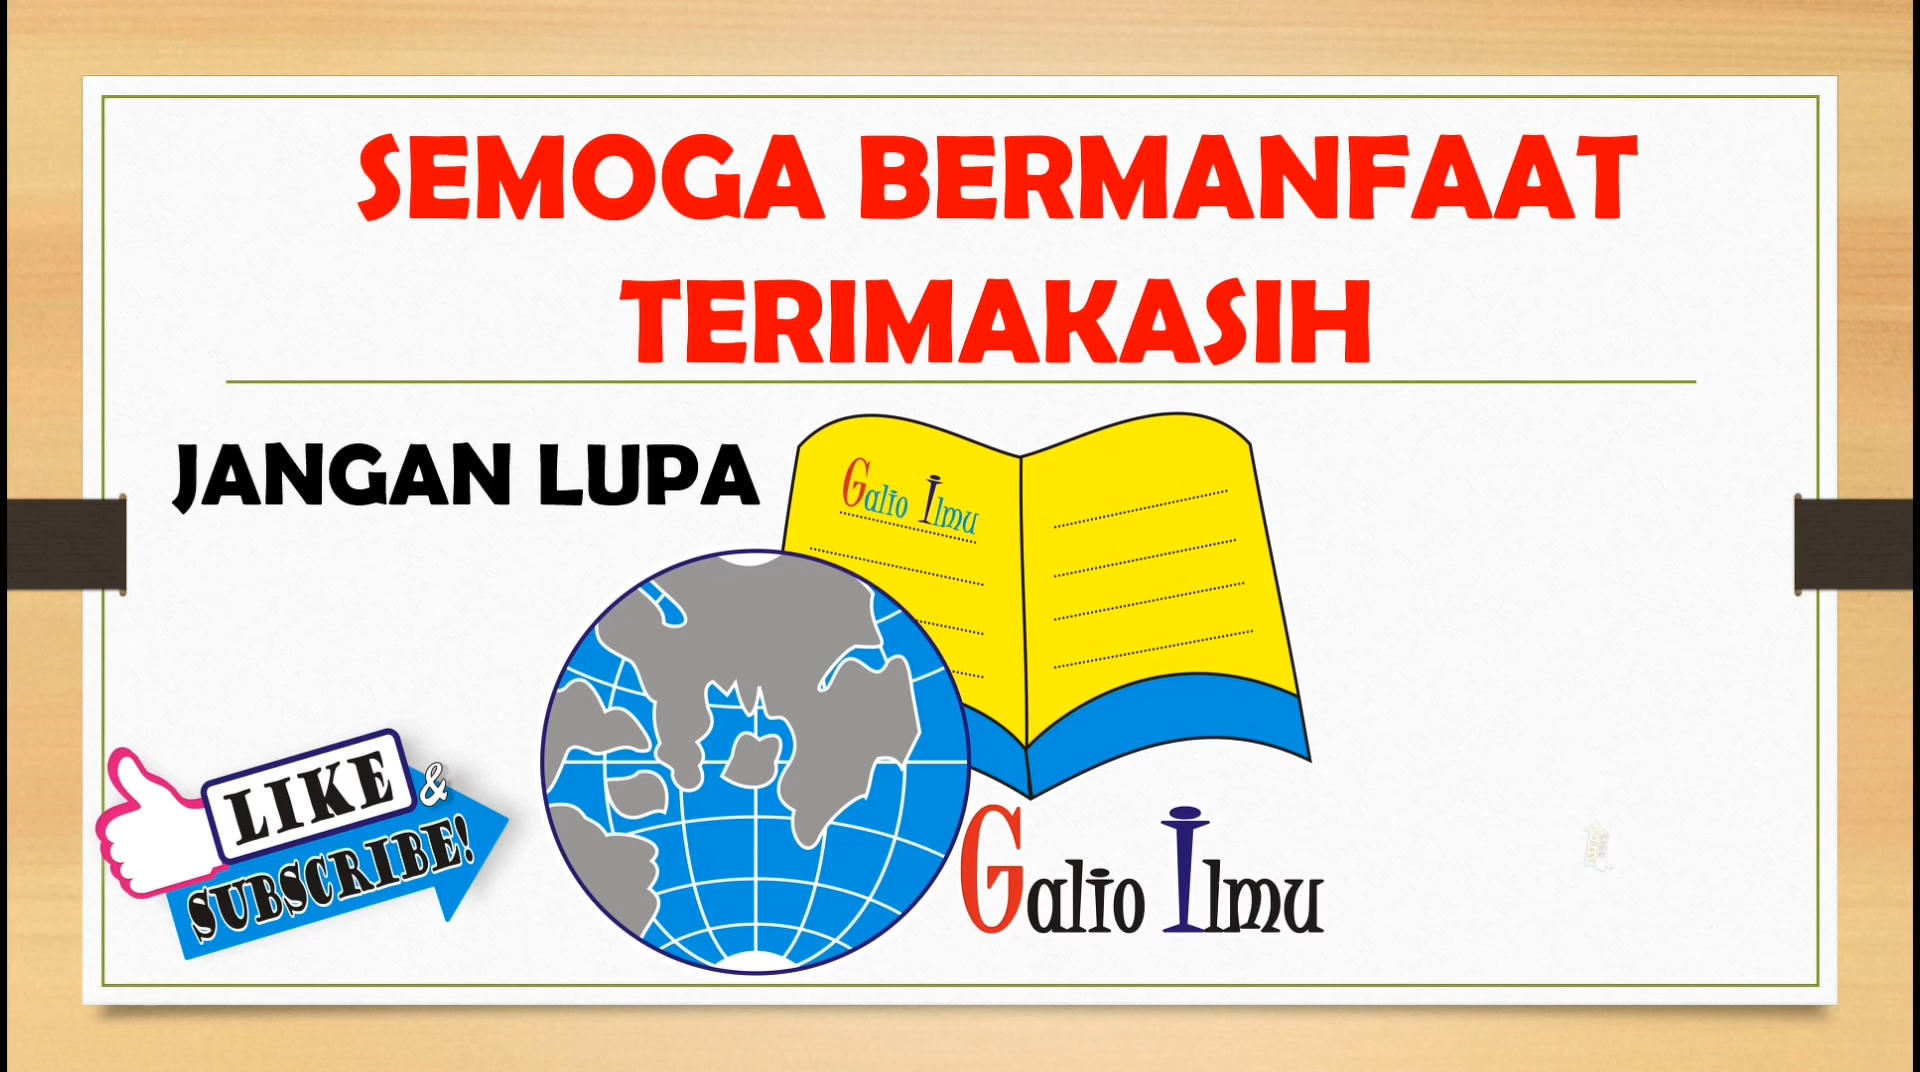 SEMOGA BERMANFAAT
TERIMAKASIH
JANGAN LUPA
Galio Ilmu
LIKE &
SUBSCRIBE!
Galio Ilmu